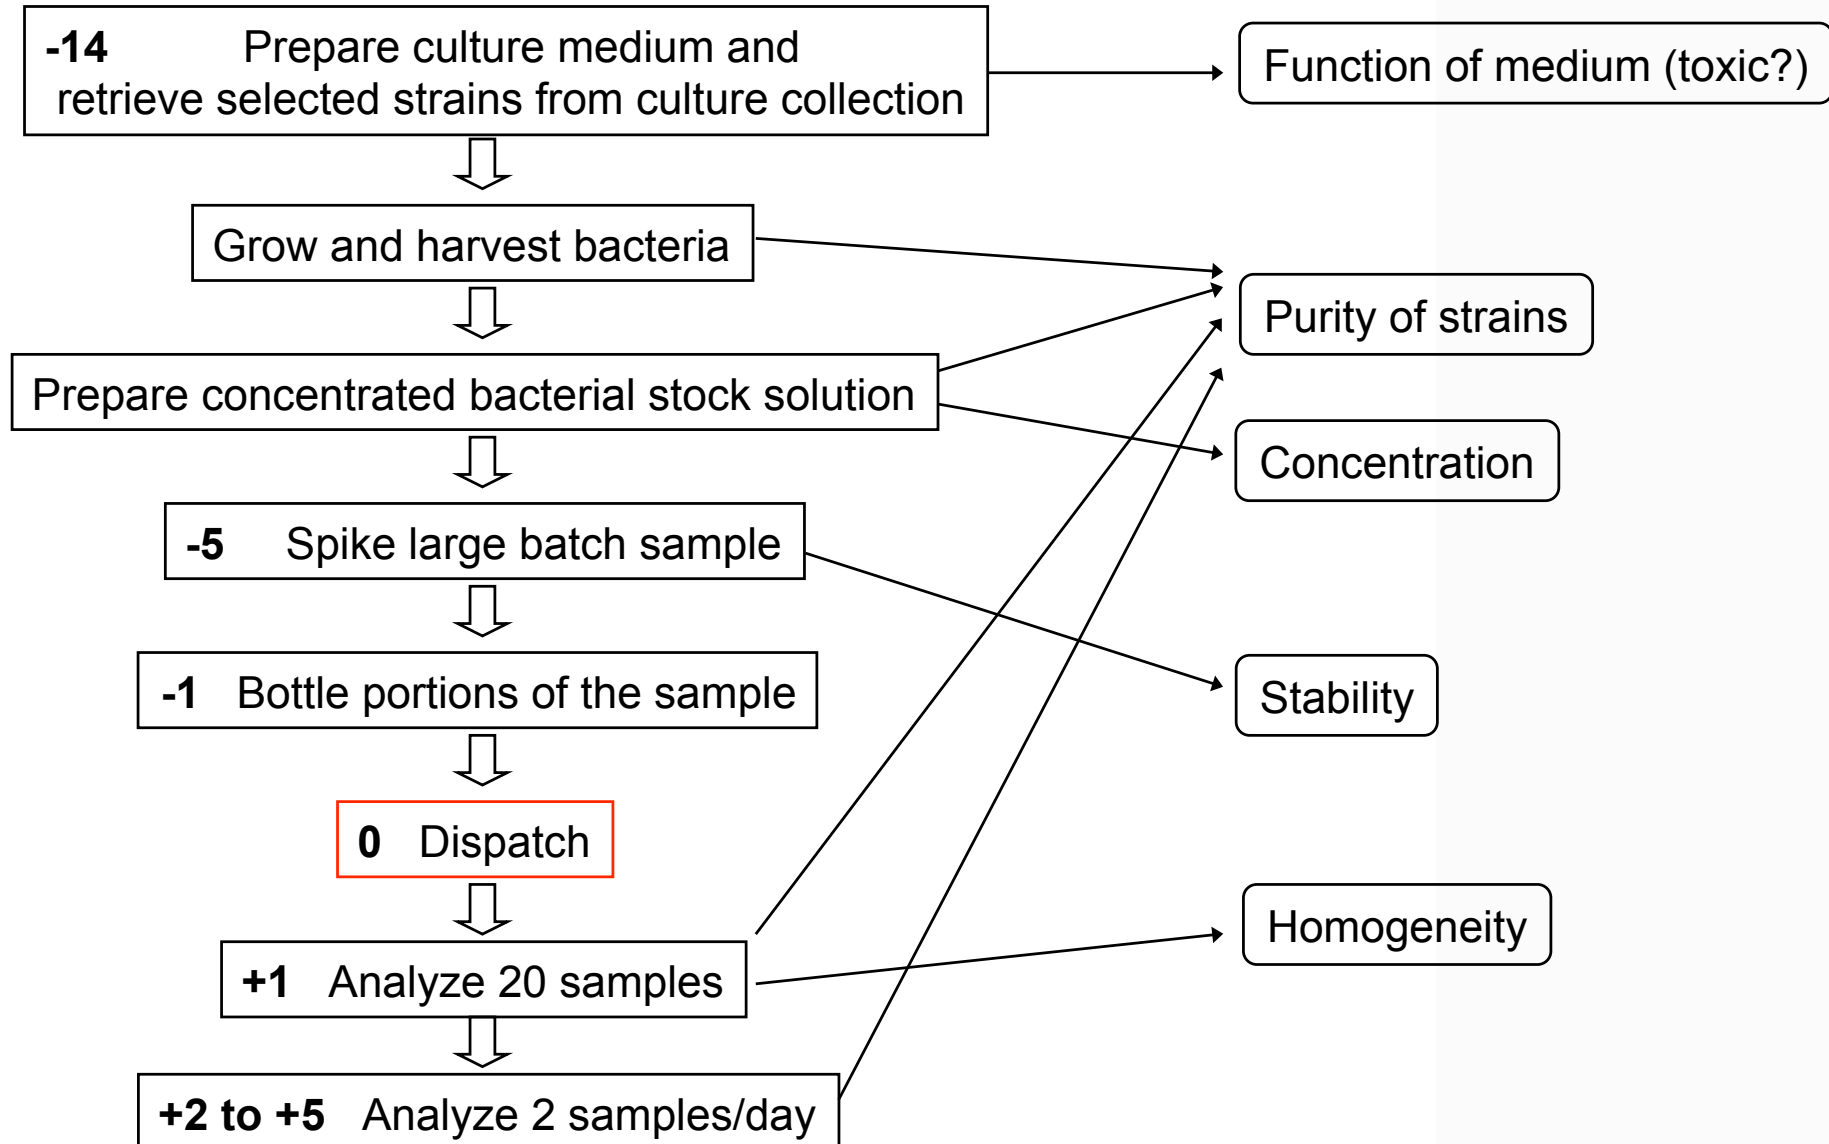 -14 Prepare culture medium and
retrieve selected strains from culture collection
Function of medium (toxic?)
Grow and harvest bacteria
Purity of strains
Prepare concentrated bacterial stock solution
Concentration
-5 Spike large batch sample
Stability
-1 Bottle portions of the sample
0 Dispatch
Homogeneity
+1 Analyze 20 samples
+2 to +5 Analyze 2 samples/day